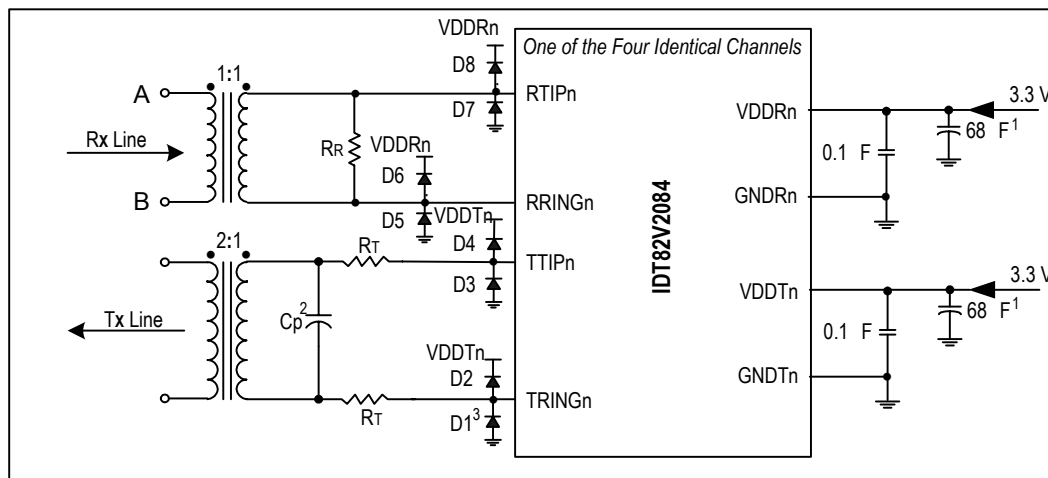 One of the Four Identical Channels
VDDRn
D8
1:1
A
RTIPn
D7
Rx Line
RR
VDDRn
D6
B
RRINGn
D5
VDDTn
D4
2:1
RT
TTIPn
D3
Tx Line
Cp2
VDDTn
D2
TRINGn
RT
D13
IDT82V2084
VDDRn
3.3 V
68 F1
0.1 F
GNDRn
VDDTn
3.3 V
68 F1
0.1 F
GNDTn